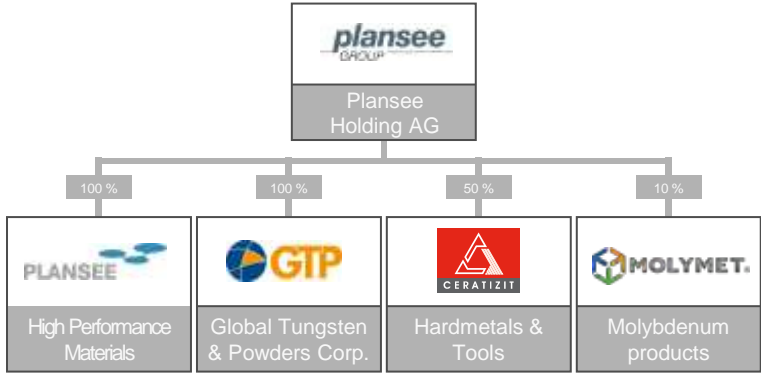 plansee
GROUP
Plansee
Holding AG
100 %
100 %
50 %
10 %
PLANSEE
GTP
CERATIZIT
MOLYMET.
High Performance
Materials
Global Tungsten
& Powders Corp.
Hardmetals &
Tools
Molybdenum
products